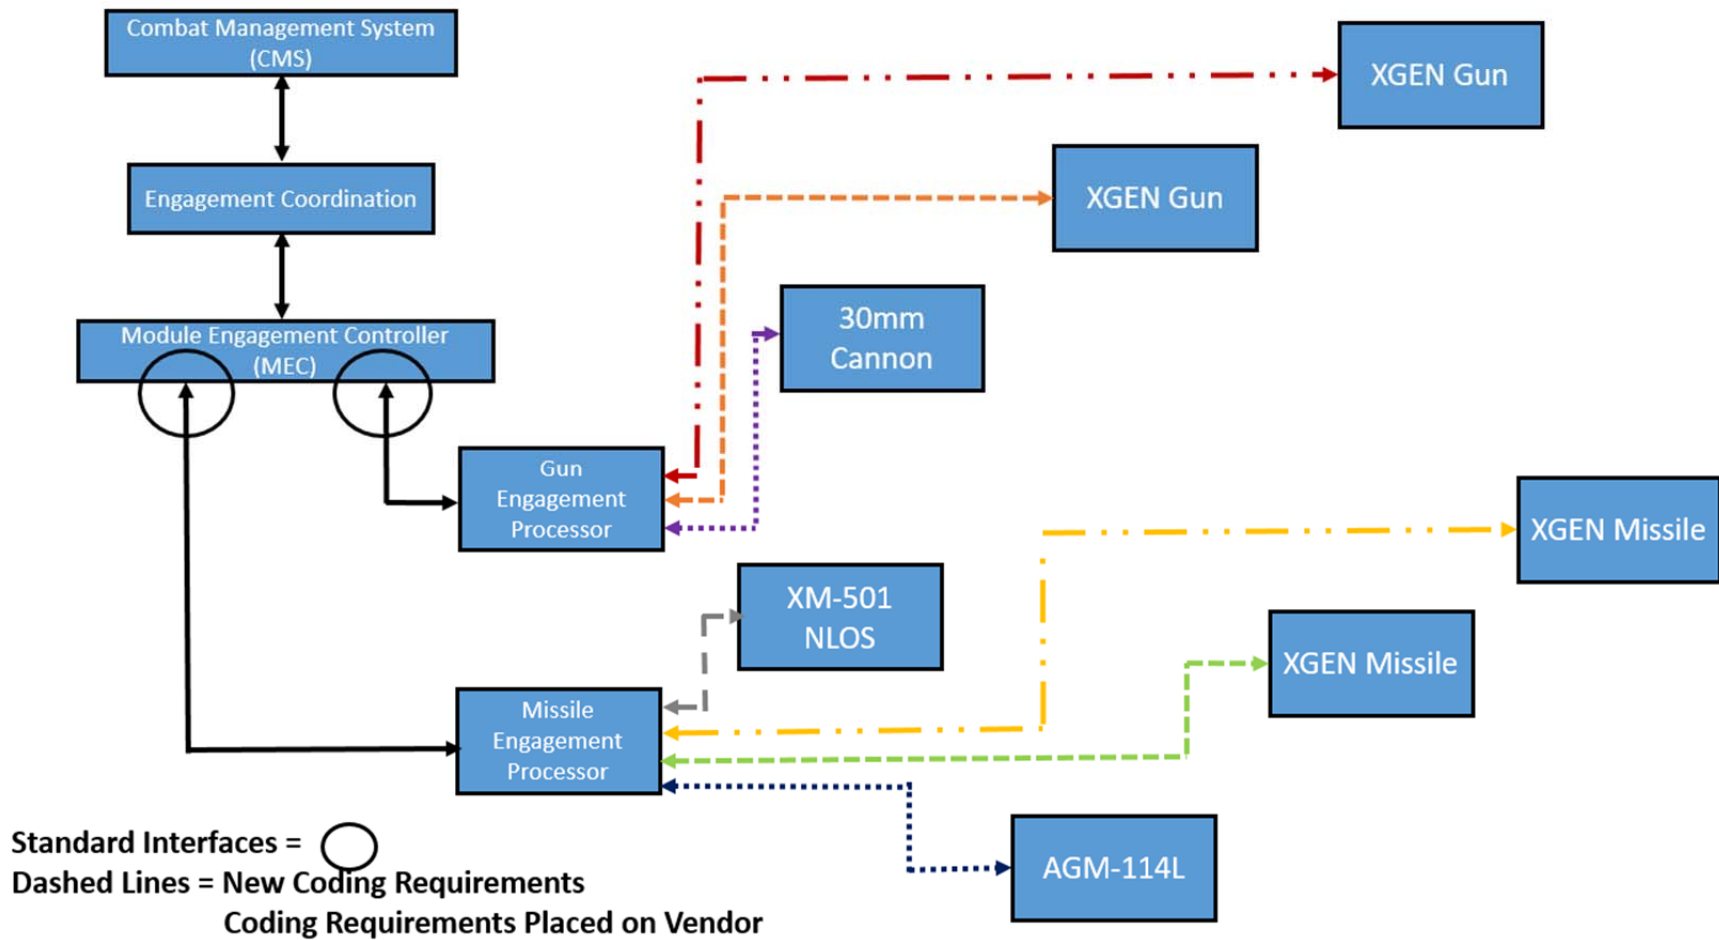 Combat Management System
(CMS)
XGEN Gun
Engagement Coordination
XGEN Gun
30mm
Cannon
Module Engagement Controller
(MEC)
Gun
Engagement
Processor
XGEN Missile
XM-501
NLOS
XGEN Missile
Missile
Engagement
Processor
AGM-114L
Standard Interfaces =
Dashed Lines = New Coding Requirements
Coding Requirements Placed on Vendor